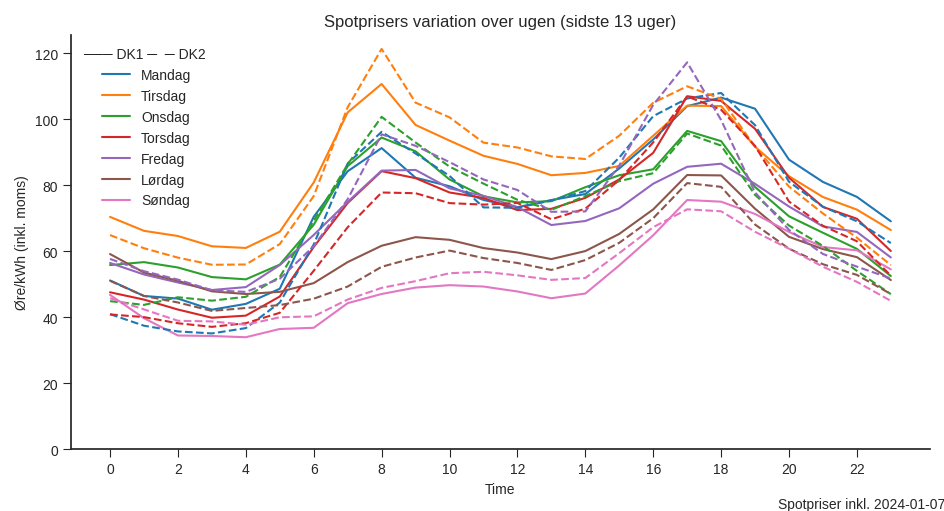 Spotprisers variation over ugen (sidste 13 uger)
DK1 DK2
Mandag
Tirsdag
Onsdag
Torsdag
Fredag
Lørdag
Søndag
Øre/kWh (inkl. moms)
120
100
80
60
40
20
0
0 2 4 6 8 10 12 14 16 18 20 22
Time
Spotpriser inkl. 2024-01-07